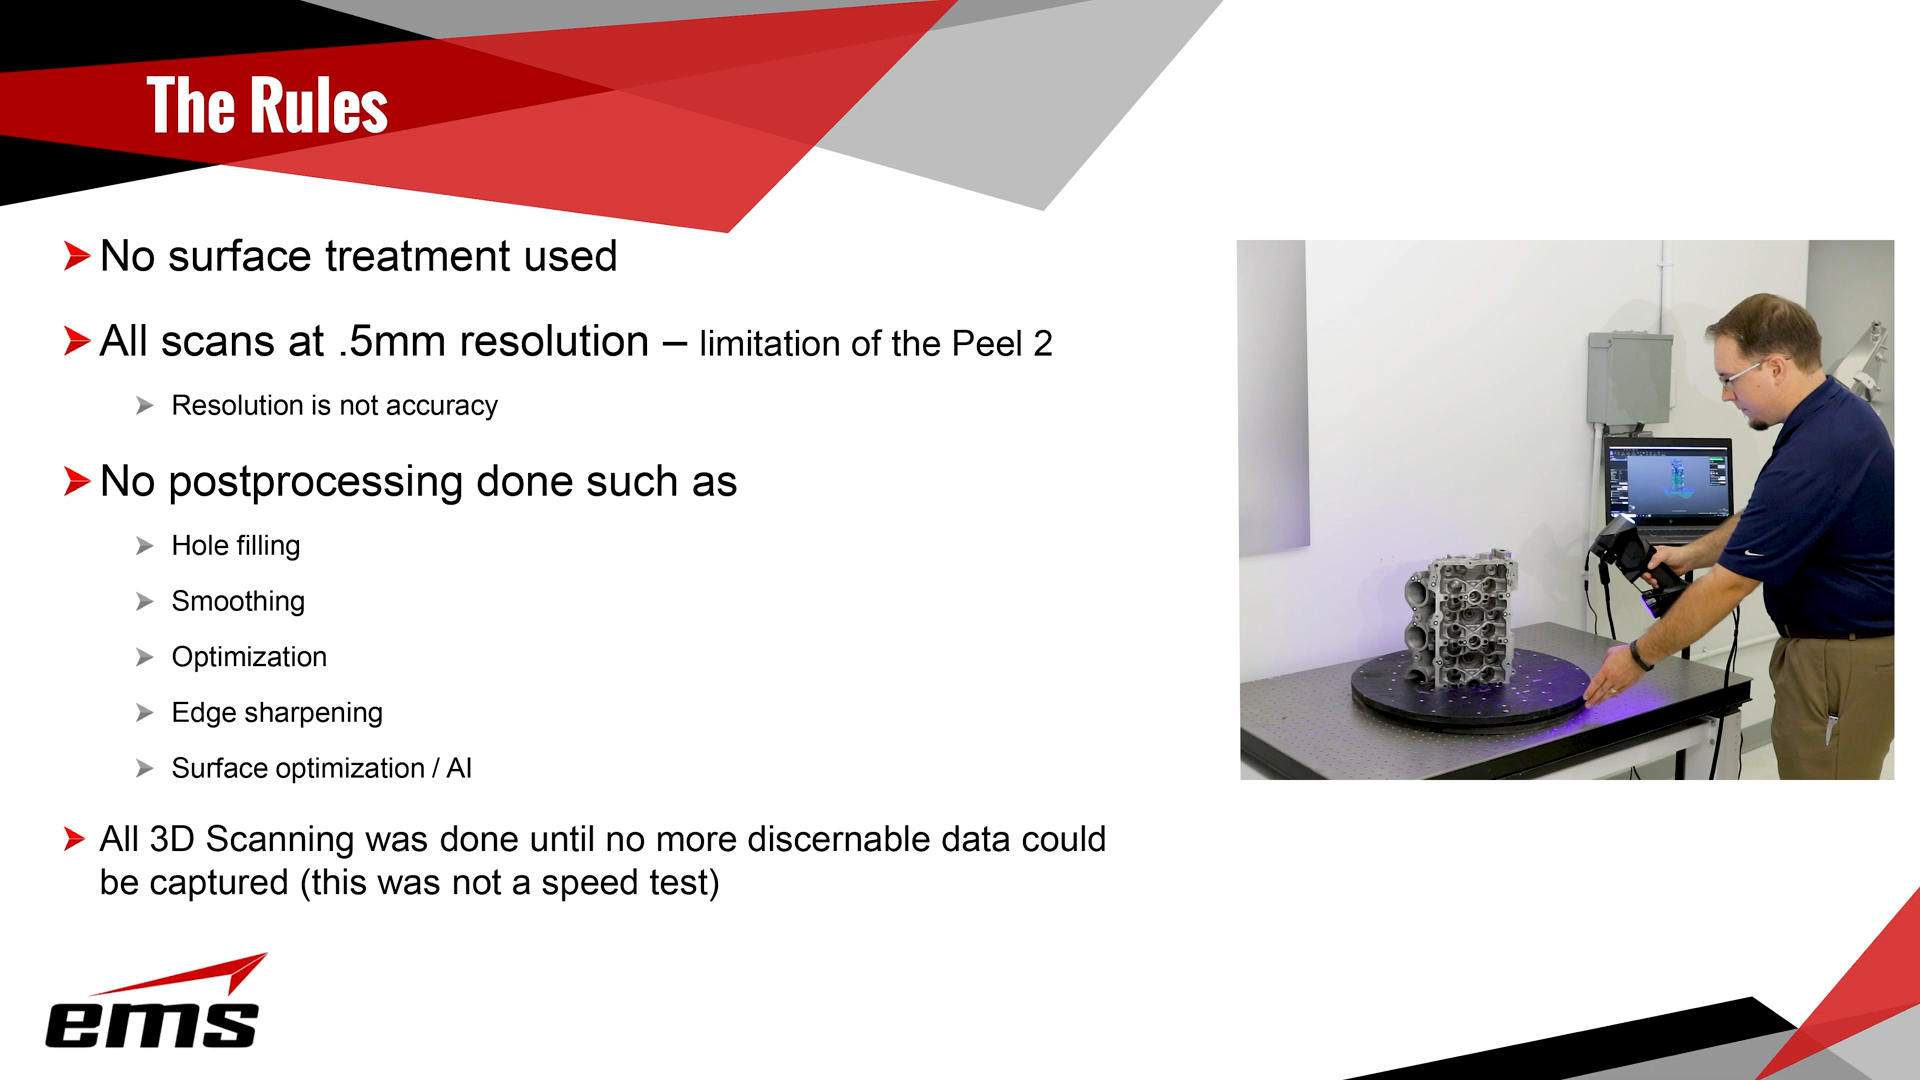 The Rules
No surface treatment used
All scans at .5mm resolution – limitation of the Peel 2
Resolution is not accuracy
No postprocessing done such as
Hole filling
Smoothing
Optimization
Edge sharpening
Surface optimization / AI
All 3D Scanning was done until no more discernable data could
be captured (this was not a speed test)
ems